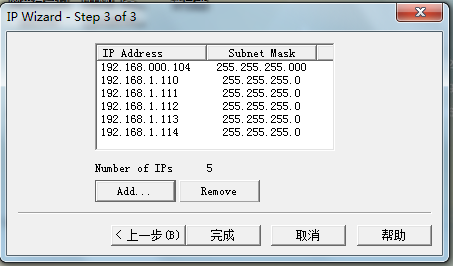 IP Wizard - Step 3 of 3
IP Address Subnet Mask
192.168.000.104 255.255.255.000
192.168.1.110 255.255.255.0
192.168.1.111 255.255.255.0
192.168.1.112 255.255.255.0
192.168.1.113 255.255.255.0
192.168.1.114 255.255.255.0
Number of IPs 5
Add... Remove
< 上一步(B) 完成 取消 帮助